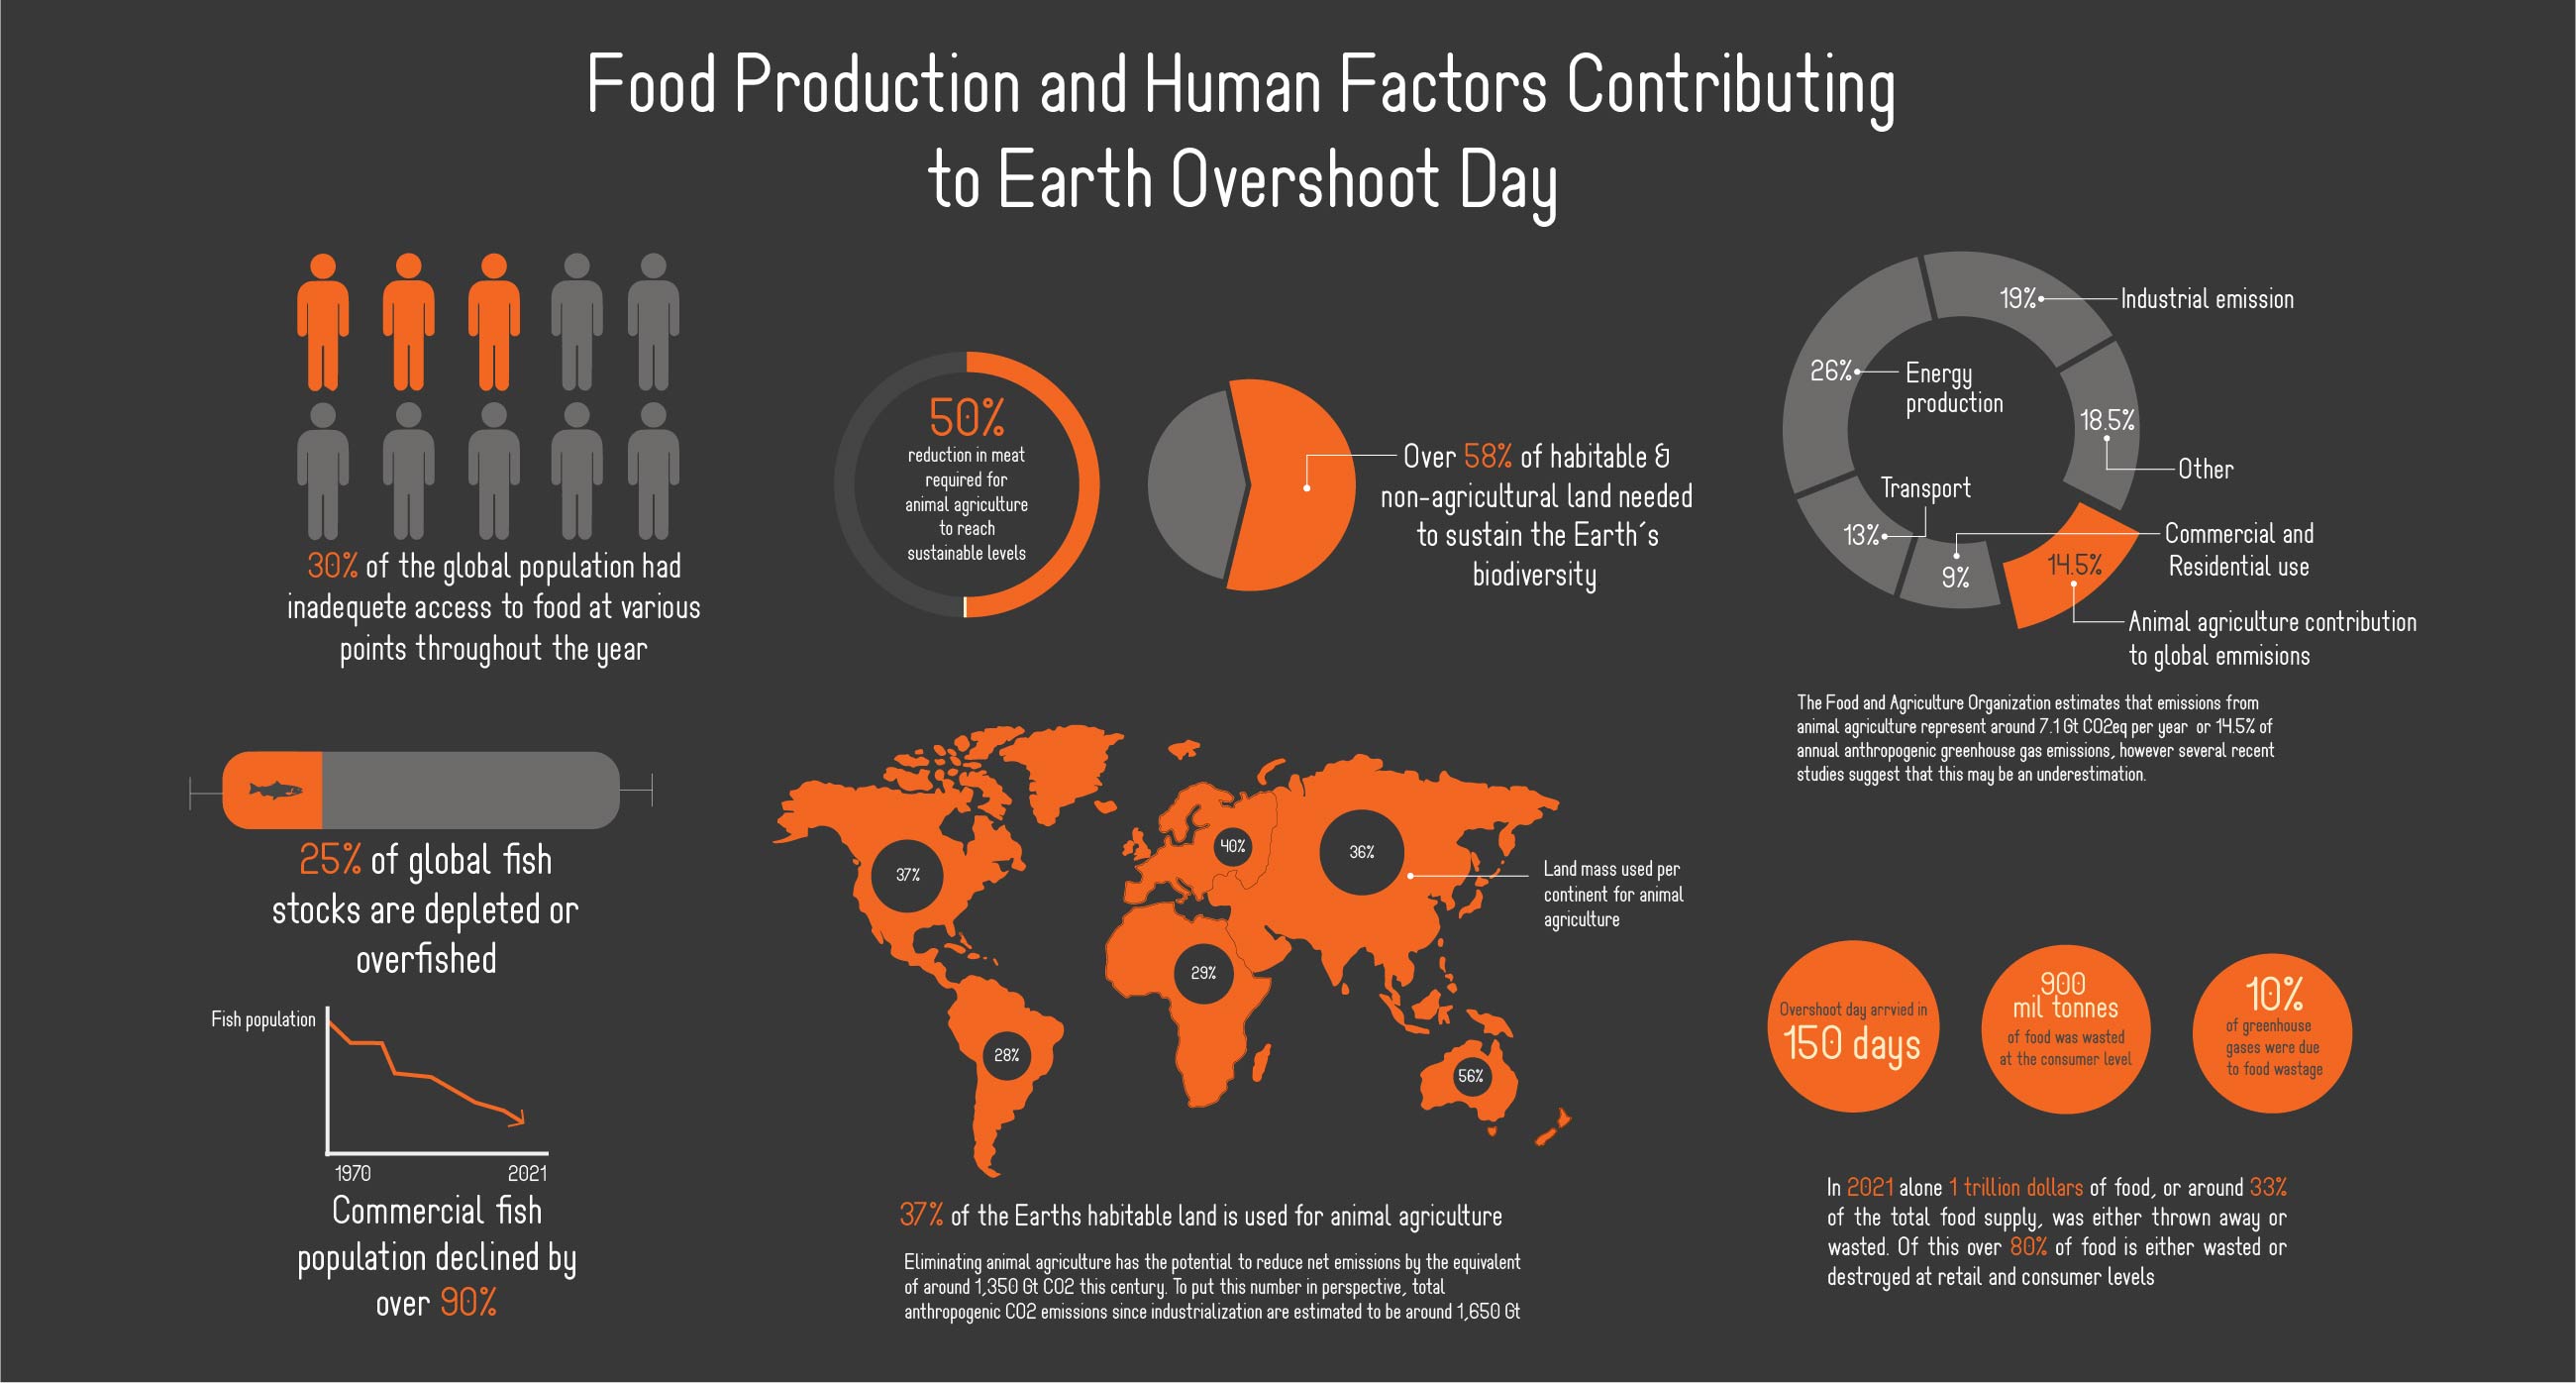 Food Production and Human Factors Contributing
to Earth Overshoot Day
30% of the global population had
inadequete access to food at various
points throughout the year
25% of global fish
stocks are depleted or
overfished
Fish population
1970
2021
Commercial fish
population declined by
over 90%
50%
reduction in meat
required for
animal agriculture
to reach
sustainable levels
Over 58% of habitable &
non-agricultural land needed
to sustain the Earth´s
biodiversity
37%
40%
36%
29%
28%
56%
Land mass used per
continent for animal
agriculture
37% of the Earths habitable land is used for animal agriculture
Eliminating animal agriculture has the potential to reduce net emissions by the equivalent
of around 1,350 Gt CO2 this century. To put this number in perspective, total
anthropogenic CO2 emissions since industrialization are estimated to be around 1,650 Gt
19%
Industrial emission
26%
Energy
production
18.5%
Other
Transport
13%
9%
Commercial and
Residential use
14.5%
Animal agriculture contribution
to global emmisions
The Food and Agriculture Organization estimates that emissions from
animal agriculture represent around 7.1 Gt CO2eq per year or 14.5% of
annual anthropogenic greenhouse gas emissions, however several recent
studies suggest that this may be an underestimation.
Overshoot day arrvied in
150 days
900
mil tonnes
of food was wasted
at the consumer level
10%
of greenhouse
gases were due
to food wastage
In 2021 alone 1 trillion dollars of food, or around 33%
of the total food supply, was either thrown away or
wasted. Of this over 80% of food is either wasted or
destroyed at retail and consumer levels